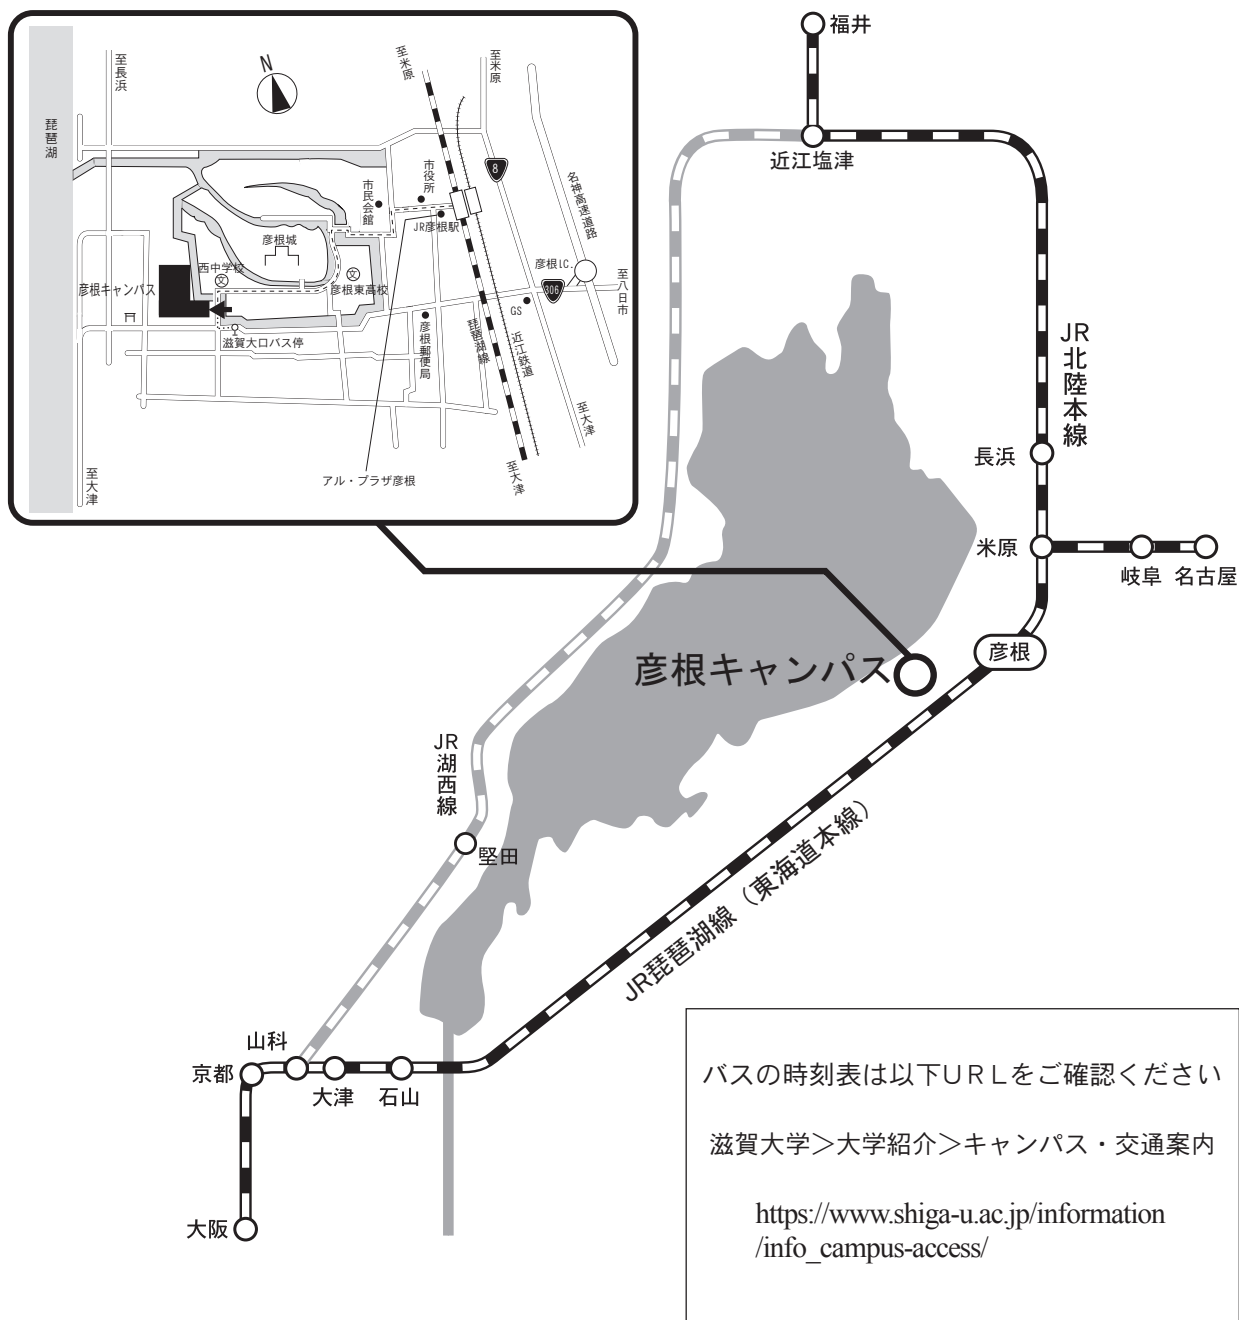 福井
近江塩津
JR北陸本線
長浜
米原
岐阜
名古屋
彦根
彦根キャンパス
JR湖西線
堅田
JR琵琶湖線（東海道本線）
山科
京都
大津
石山
大阪
N
琵琶湖
至長浜
至米原
至米原
8
名神高速道路
市役所
市民会館
JR彦根駅
彦根城
西中学校
文
文
彦根東高校
彦根キャンパス
滋賀大口バス停
彦根I.C.
306
至八日市
GS
彦根郵便局
琵琶湖線
近江鉄道
至大津
至大津
至大津
アル・プラザ彦根
バスの時刻表は以下URLをご確認ください
滋賀大学＞大学紹介＞キャンパス・交通案内
https://www.shiga-u.ac.jp/information
/info_campus-access/